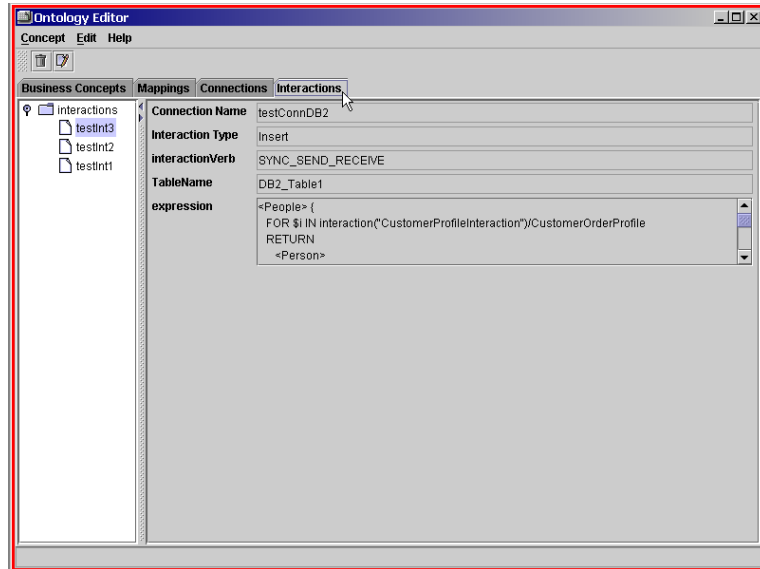 Ontology Editor
Concept Edit Help
Business Concepts Mappings Connections Interactions
interactions
testInt3
testInt2
testInt1
Connection Name testConnDB2
Interaction Type Insert
interactionVerb SYNC_SEND_RECEIVE
TableName DB2_Table1
expression <People> {
FOR $i IN interaction("CustomerProfileInteraction")/CustomerOrderProfile
RETURN
<Person>